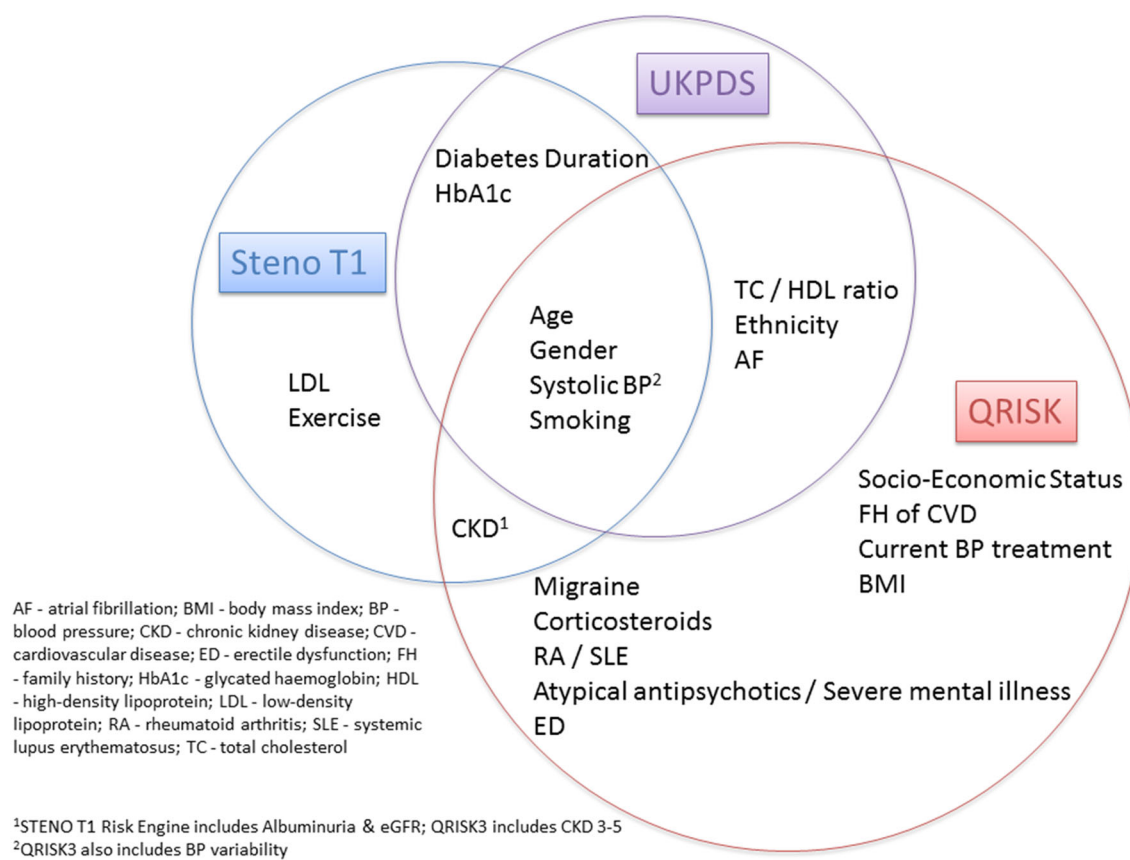 UKPDS
Diabetes Duration
HbA1c
Steno T1
TC / HDL ratio
Ethnicity
AF
Age
Gender
Systolic BP²
Smoking
LDL
Exercise
QRISK
Socio-Economic Status
FH of CVD
Current BP treatment
BMI
CKD¹
Migraine
Corticosteroids
RA / SLE
Atypical antipsychotics / Severe mental illness
ED
AF - atrial fibrillation; BMI - body mass index; BP -
blood pressure; CKD - chronic kidney disease; CVD -
cardiovascular disease; ED - erectile dysfunction; FH
- family history; HbA1c - glycated haemoglobin; HDL
- high-density lipoprotein; LDL - low-density
lipoprotein; RA - rheumatoid arthritis; SLE - systemic
lupus erythematosus; TC - total cholesterol
¹STENO T1 Risk Engine includes Albuminuria & eGFR; QRISK3 includes CKD 3-5
²QRISK3 also includes BP variability